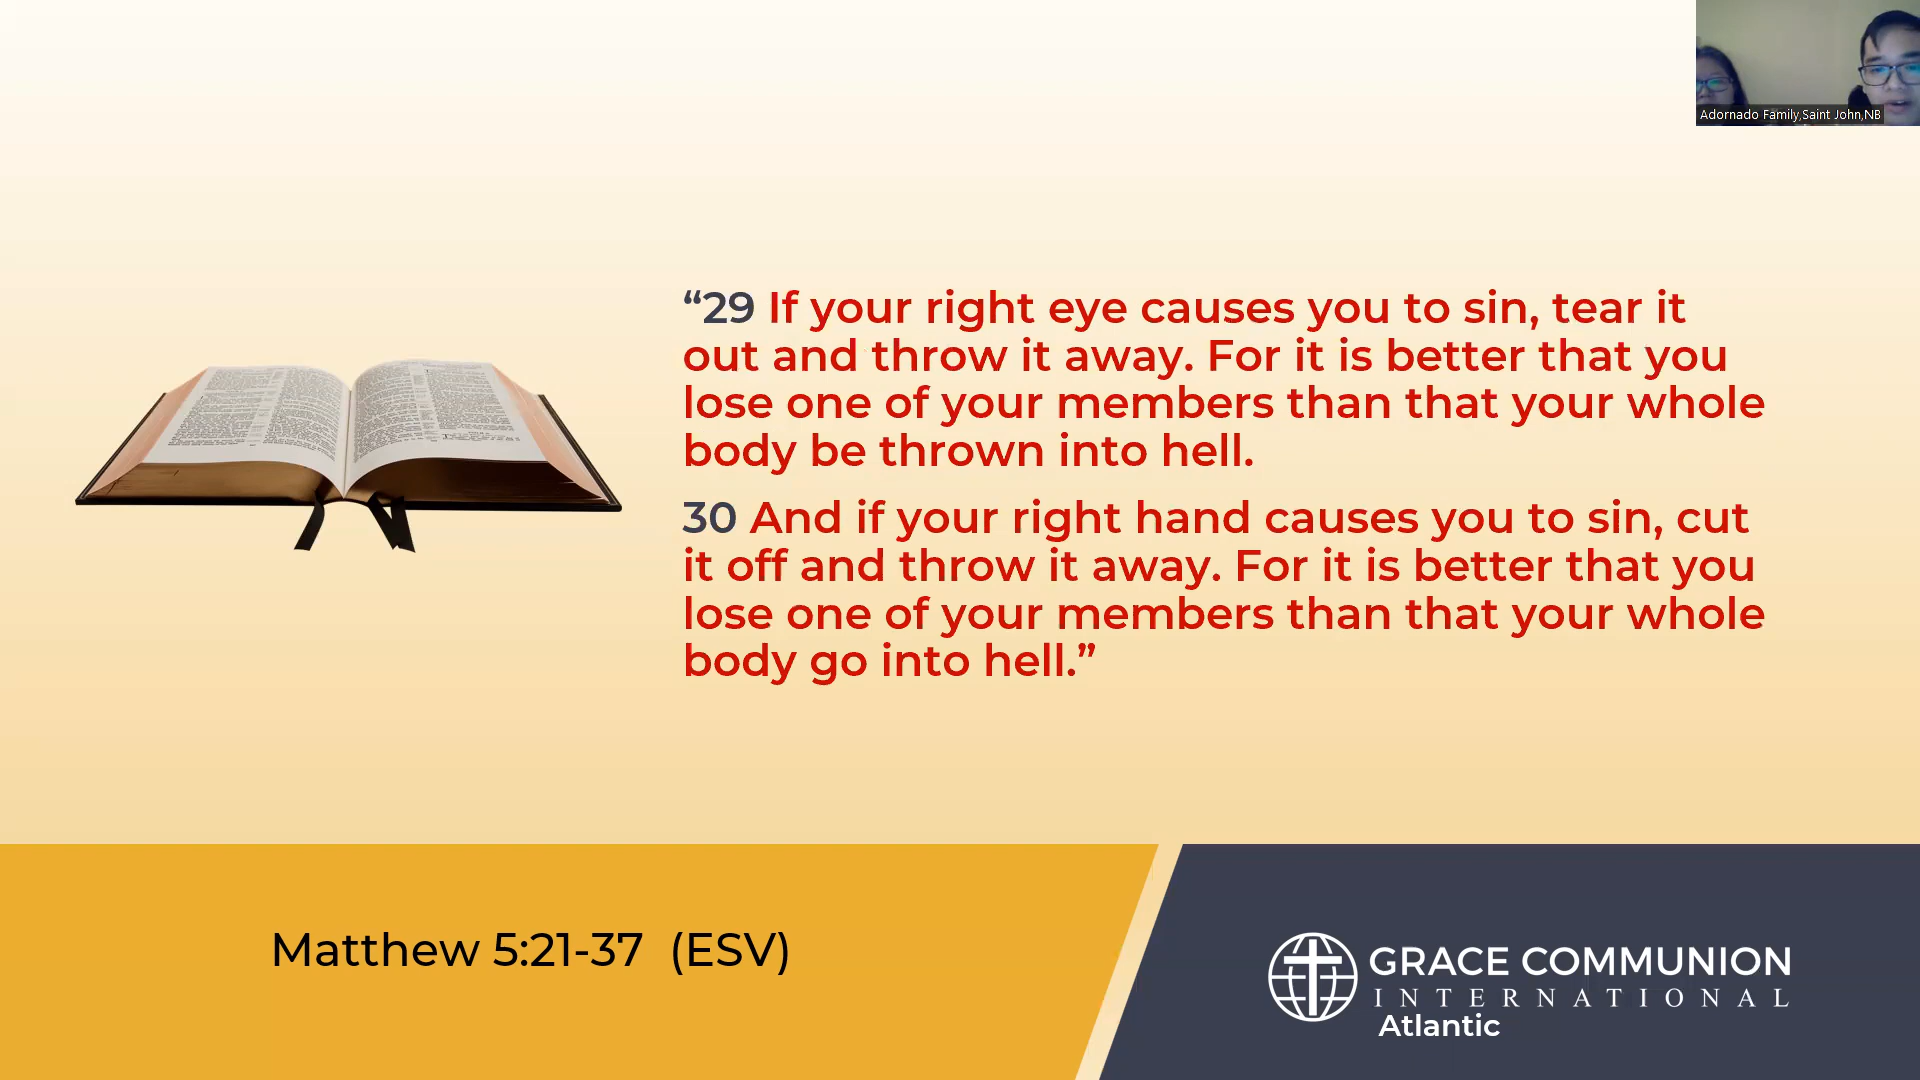 Adornado Family,Saint John,NB
“29 If your right eye causes you to sin, tear it
out and throw it away. For it is better that you
lose one of your members than that your whole
body be thrown into hell.
30 And if your right hand causes you to sin, cut
it off and throw it away. For it is better that you
lose one of your members than that your whole
body go into hell.”
Matthew 5:21-37 (ESV)
GRACE COMMUNION
INTERNATIONAL
Atlantic